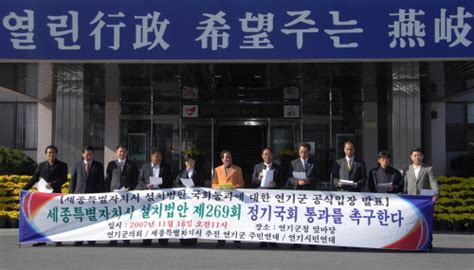 열린行政 희망주는 燕岐
[세종특별자치시 설치법안 국회통과에 대한 연기군 공식입장 발표]
세종특별자치시 설치법안 제269회 정기국회 통과를 촉구한다
일시 : 2007년 11월 16일 오전11시 장소 : 연기군청 앞마당
연기군의회 / 세종특별자치시 추진 연기군 주민연대 / 연기시민연대